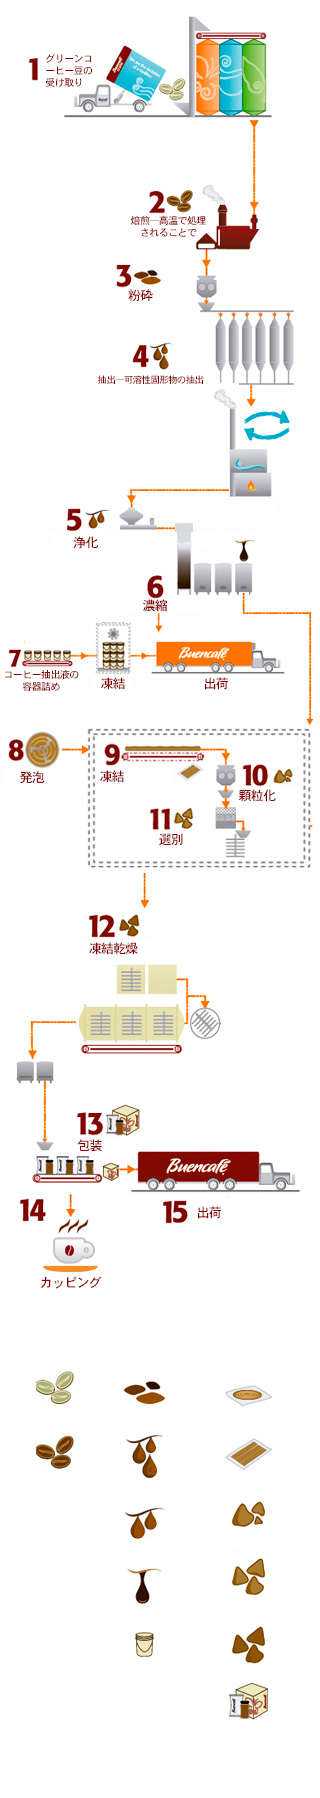 1
グリーンコ
ーヒー豆の
受け取り
2
焙煎―高温で処理
されることで
3
粉砕
4
抽出―可溶性固形物の抽出
5
浄化
6
濃縮
7
コーヒー抽出液の
容器詰め
凍結
Buencafé
出荷
8
発泡
9
凍結
10
顆粒化
11
選別
12
凍結乾燥
13
包装
Buencafé
14
カッピング
15 出荷